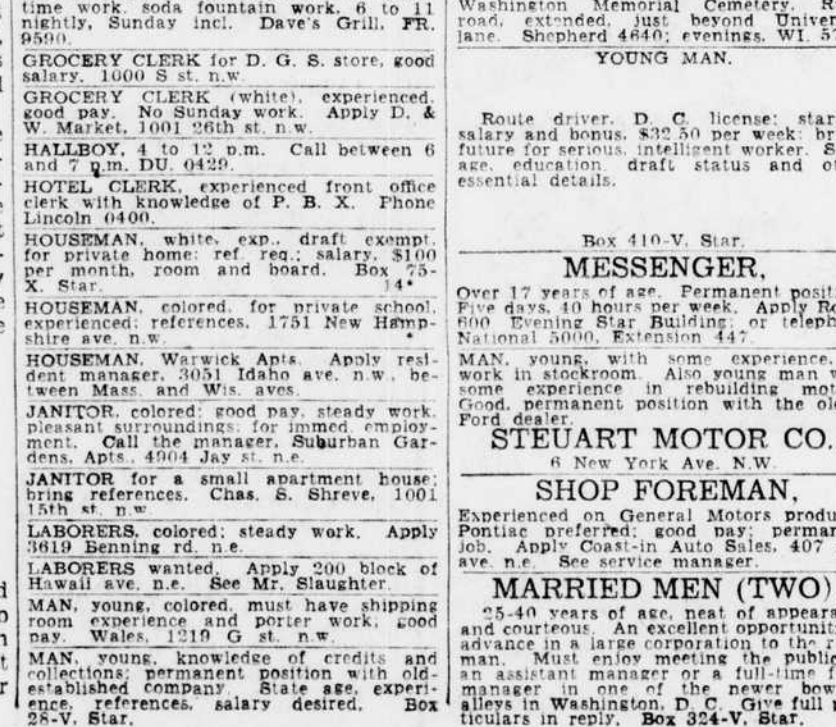 time work, soda fountain work, 6 to 11
nightly, Sunday incl. Dave's Grill, FR.
9590.
GROCERY CLERK for D. G. S. store, good
salary. 1000 S st. n.w.
GROCERY CLERK (white), experienced,
good pay. No Sunday work. Apply D. &
W. Market, 1001 26th st. n.w.
HALLBOY, 4 to 12 p.m. Call between 6
and 7 p.m. DU. 0429.
HOTEL CLERK, experienced front office
clerk with knowledge of P. B. X. Phone
Lincoln 0400.
HOUSEMAN, white, exp., draft exempt,
for private home; ref. req.; salary, $100
per month, room and board. Box 75-
X. Star. 14*
HOUSEMAN, colored, for private school,
experienced; references. 1751 New Hamp-
shire ave. n.w. *
HOUSEMAN, Warwick Apts. Apply resi-
dent manager, 3051 Idaho ave. n.w., be-
tween Mass. and Wis. aves.
JANITOR, colored; good pay, steady work,
pleasant surroundings; for immed. employ-
ment. Call the manager, Suburban Gar-
dens, Apts., 4904 Jay st. n.e.
JANITOR for a small apartment house;
bring references. Chas. S. Shreve, 1001
15th st. n.w.
LABORERS, colored; steady work. Apply
3619 Benning rd. n.e.
LABORERS wanted. Apply 200 block of
Hawaii ave. n.e. See Mr. Slaughter.
MAN, young, colored, must have shipping
room experience and porter work; good
pay. Wales, 1219 G st. n.w.
MAN, young, knowledge of credits and
collections; permanent position with old-
established company. State age, experi-
ence, references, salary desired. Box
28-V, Star.
Washington Memorial Cemetery, R
road, extended, just beyond Univer
lane. Shepherd 4640; evenings, WI. 57
YOUNG MAN.
Route driver, D. C. license; star
salary and bonus, $32.50 per week; br
future for serious, intelligent worker. S
age, education, draft status and ot
essential details.
Box 410-V, Star.
MESSENGER,
Over 17 years of age. Permanent posit
Five days, 40 hours per week. Apply Ro
600 Evening Star Building; or teleph
National 5000, Extension 447.
MAN, young, with some experience,
work in stockroom. Also young man w
some experience in rebuilding mot
Good, permanent position with the old
Ford dealer.
STEUART MOTOR CO.
6 New York Ave. N.W.
SHOP FOREMAN,
Experienced on General Motors produ
Pontiac preferred; good pay; perman
job. Apply Coast-in Auto Sales, 407
ave. n.e. See service manager.
MARRIED MEN (TWO)
25-40 years of age, neat of appeara
and courteous. An excellent opportunit
advance in a large corporation to the r
man. Must enjoy meeting the public
an assistant manager or a full-time
manager in one of the newer bow
alleys in Washington, D. C. Give full
ticulars in reply. Box 324-V, Star.